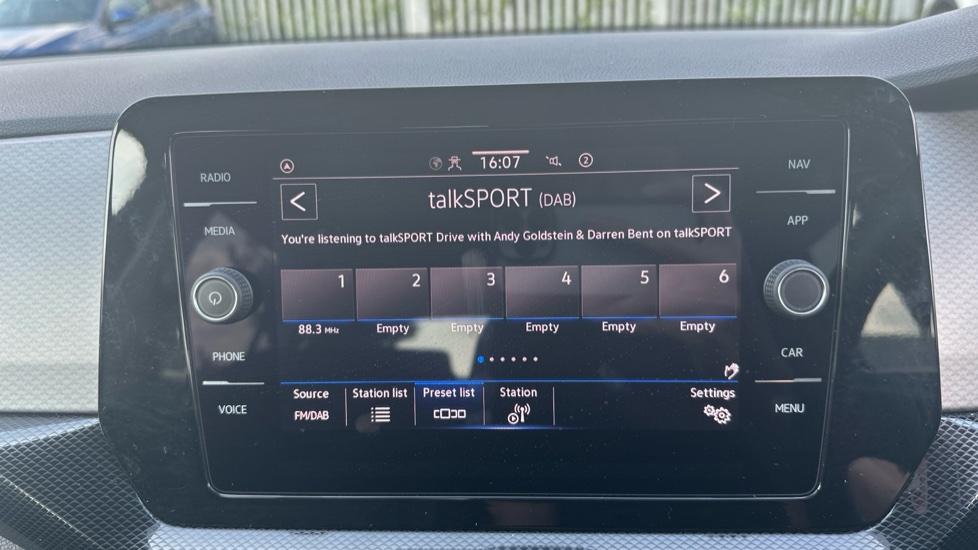 RADIO
MEDIA
PHONE
VOICE
16:07
2
talkSPORT (DAB)
You're listening to talkSPORT Drive with Andy Goldstein & Darren Bent on talkSPORT
1 2 3 4 5 6
88.3 MHz Empty Empty Empty Empty Empty
Source Station list Preset list Station Settings
FM/DAB
NAV
APP
CAR
MENU